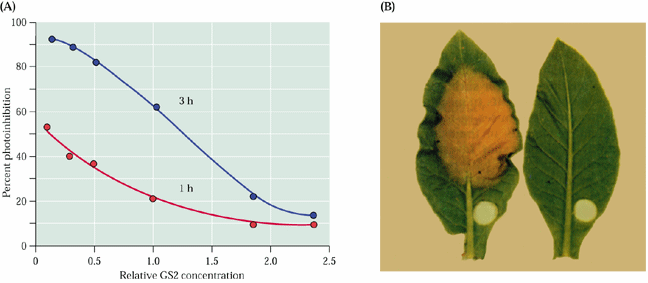 (A)
Percent photoinhibition
100
80
60
40
20
0
3 h
1 h
0
0.5
1.0
1.5
2.0
2.5
Relative GS2 concentration
(B)